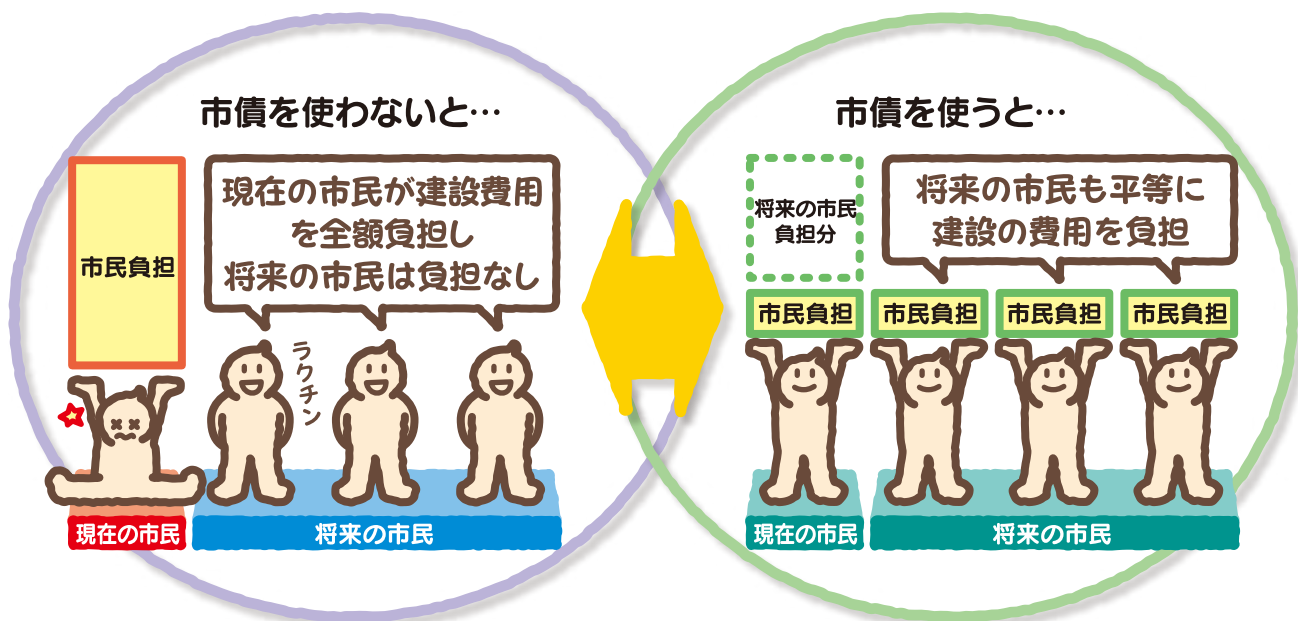 市債を使わないと…
市民負担
現在の市民が建設費用
を全額負担し
将来の市民は負担なし
ラクチン
現在の市民
将来の市民
市債を使うと…
将来の市民
負担分
将来の市民も平等に
建設の費用を負担
市民負担
市民負担
市民負担
市民負担
現在の市民
将来の市民